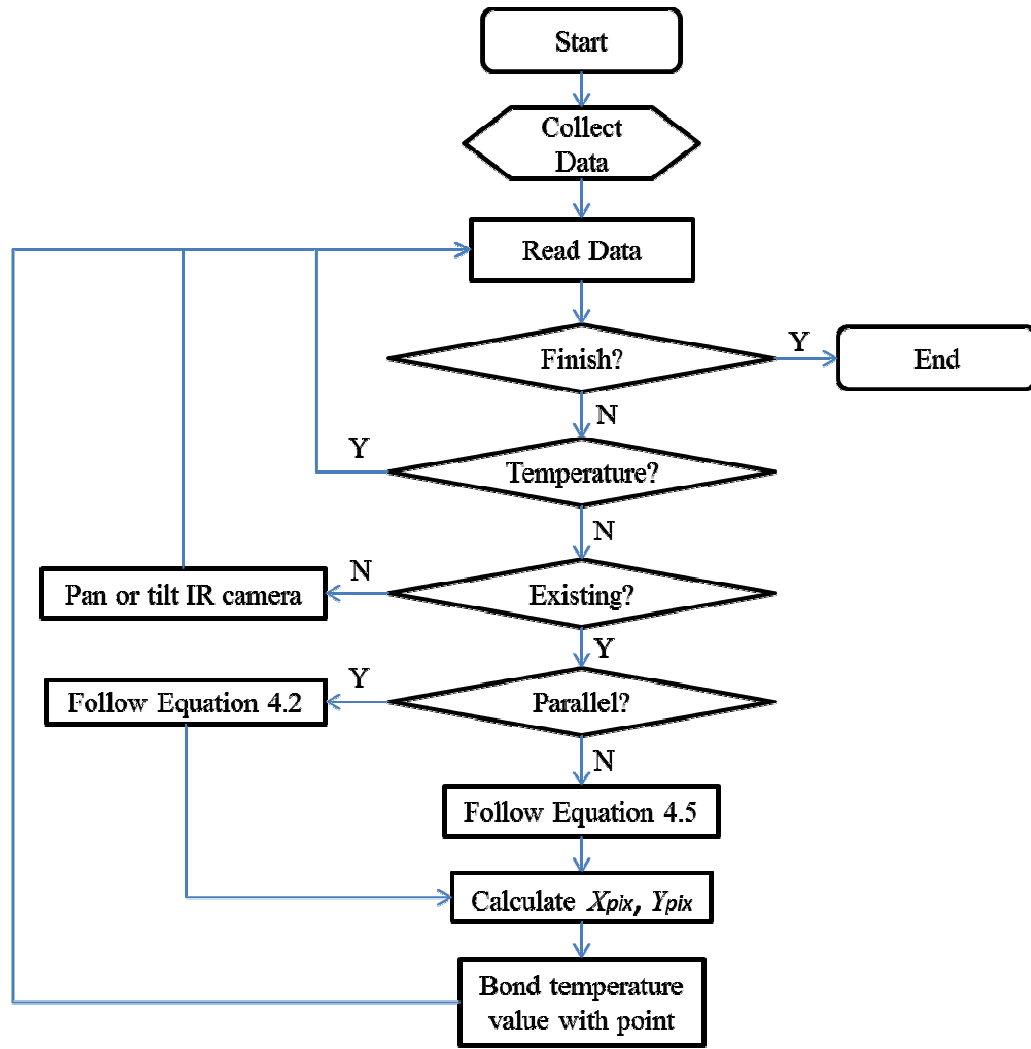 Start
Collect
Data
Read Data
Finish?
Y
End
N
Y
Temperature?
N
Existing?
N
Pan or tilt IR camera
Y
Parallel?
Y
Follow Equation 4.2
N
Follow Equation 4.5
Calculate Xpix, Ypix
Bond temperature
value with point